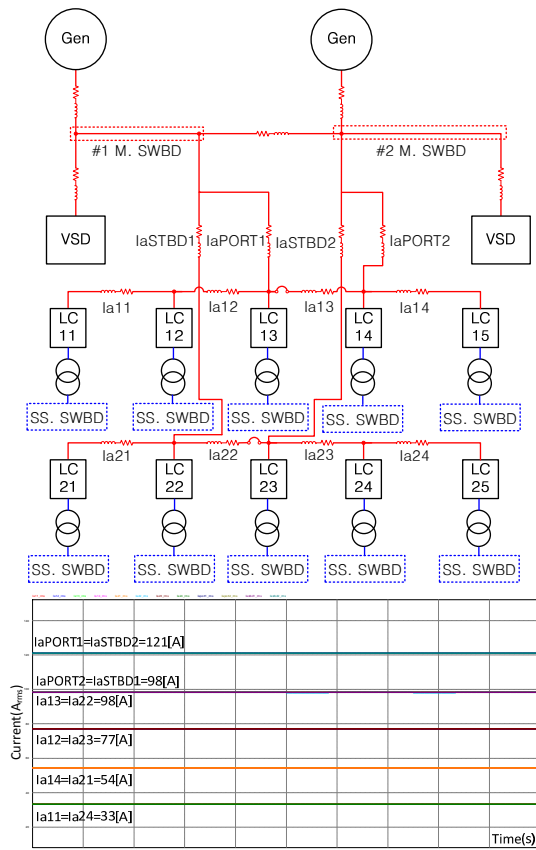 Gen
Gen
#1 M. SWBD
#2 M. SWBD
VSD
VSD
IaSTBD1
IaPORT1
IaSTBD2
IaPORT2
Ia11
Ia12
Ia13
Ia14
LC 11
LC 12
LC 13
LC 14
LC 15
SS. SWBD
SS. SWBD
SS. SWBD
SS. SWBD
SS. SWBD
Ia21
Ia22
Ia23
Ia24
LC 21
LC 22
LC 23
LC 24
LC 25
SS. SWBD
SS. SWBD
SS. SWBD
SS. SWBD
SS. SWBD
Current(Arms)
IaPORT1=IaSTBD2=121[A]
IaPORT2=IaSTBD1=98[A]
Ia13=Ia22=98[A]
Ia12=Ia23=77[A]
Ia14=Ia21=54[A]
Ia11=Ia24=33[A]
Time(s)